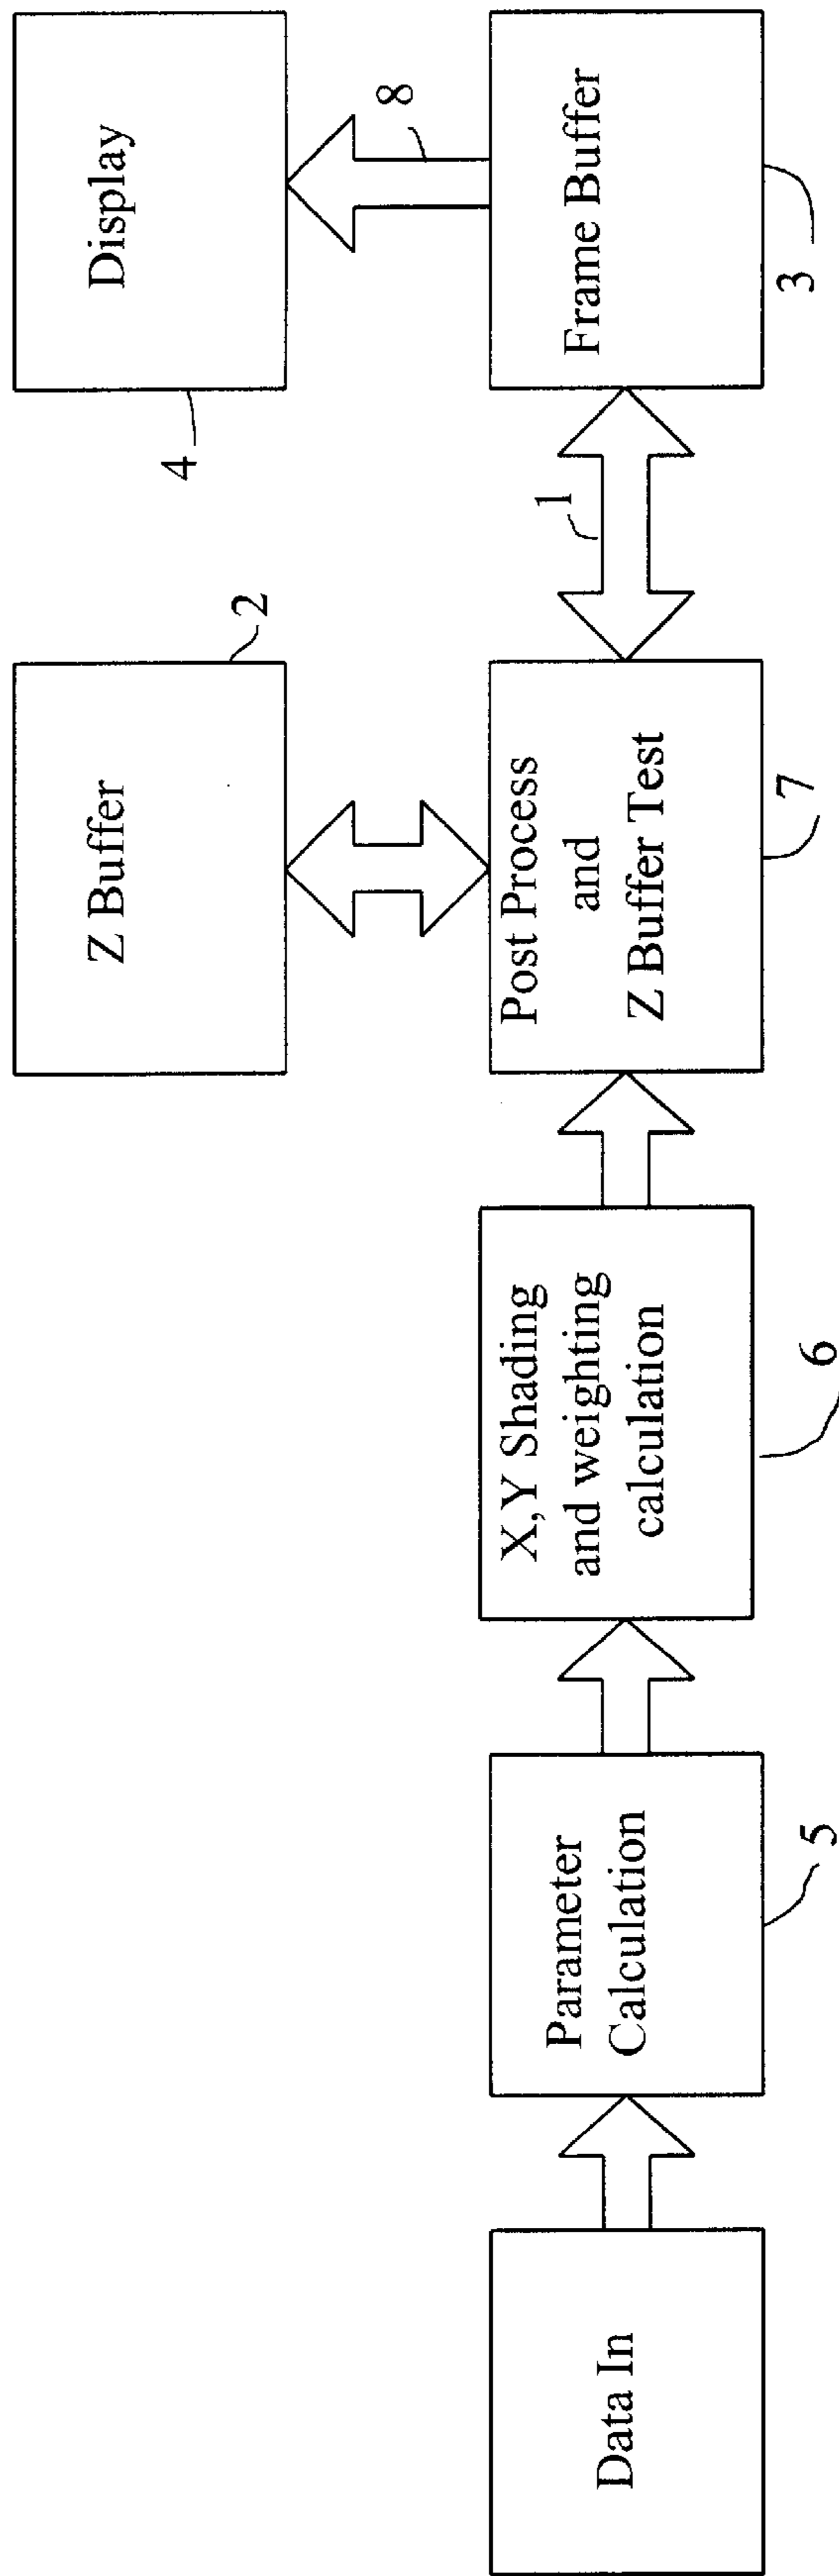 Z Buffer
2
Display
4
8
Data In
Parameter
Calculation
5
X,Y Shading
and weighting
calculation
6
Post Process
and
Z Buffer Test
7
1
Frame Buffer
3